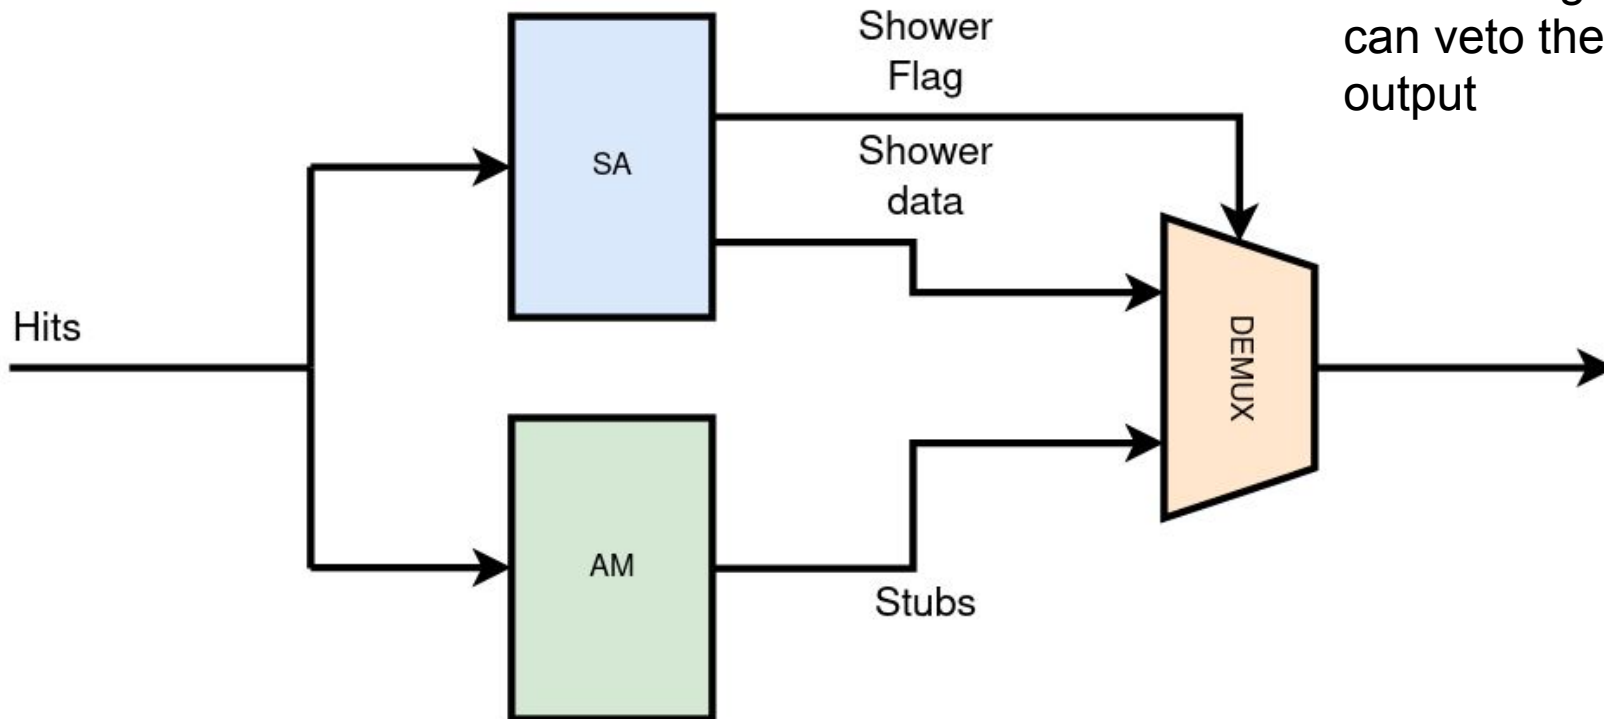 Shower
Flag
can veto the
output
Shower
data
SA
Hits
DEMUX
AM
Stubs